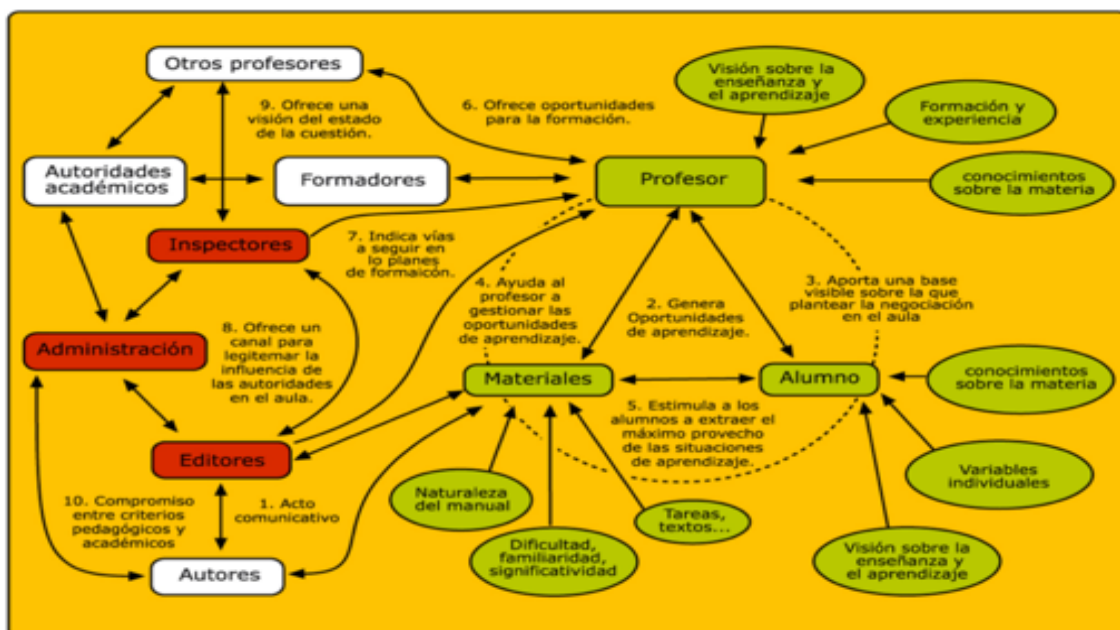 Otros profesores
9. Ofrece una
visión del estado
de la cuestión.
6. Ofrece oportunidades
para la formación.
Visión sobre la
enseñanza y
el aprendizaje
Formación y
experiencia
Autoridades
académicos
Formadores
Profesor
conocimientos
sobre la materia
Inspectores
7. Indica vías
a seguir en
lo planes
de formaicón.
4. Ayuda al
profesor a
gestionar las
oportunidades
de aprendizaje.
2. Genera
Oportunidades
de aprendizaje.
3. Aporta una base
visible sobre la que
plantear la negociación
en el aula
Administración
8. Ofrece un
canal para
legitemar la
influencia de
las autoridades
en el aula.
Materiales
Alumno
conocimientos
sobre la materia
5. Estimula a los
alumnos a extraer el
máximo provecho
de las situaciones
de aprendizaje.
Editores
Variables
individuales
Naturaleza
del manual
Tareas,
textos...
10. Compromiso
entre criterios
pedagógicos y
académicos
1. Acto
comunicativo
Dificultad,
familiaridad,
significatividad
Visión sobre la
enseñanza y
el aprendizaje
Autores